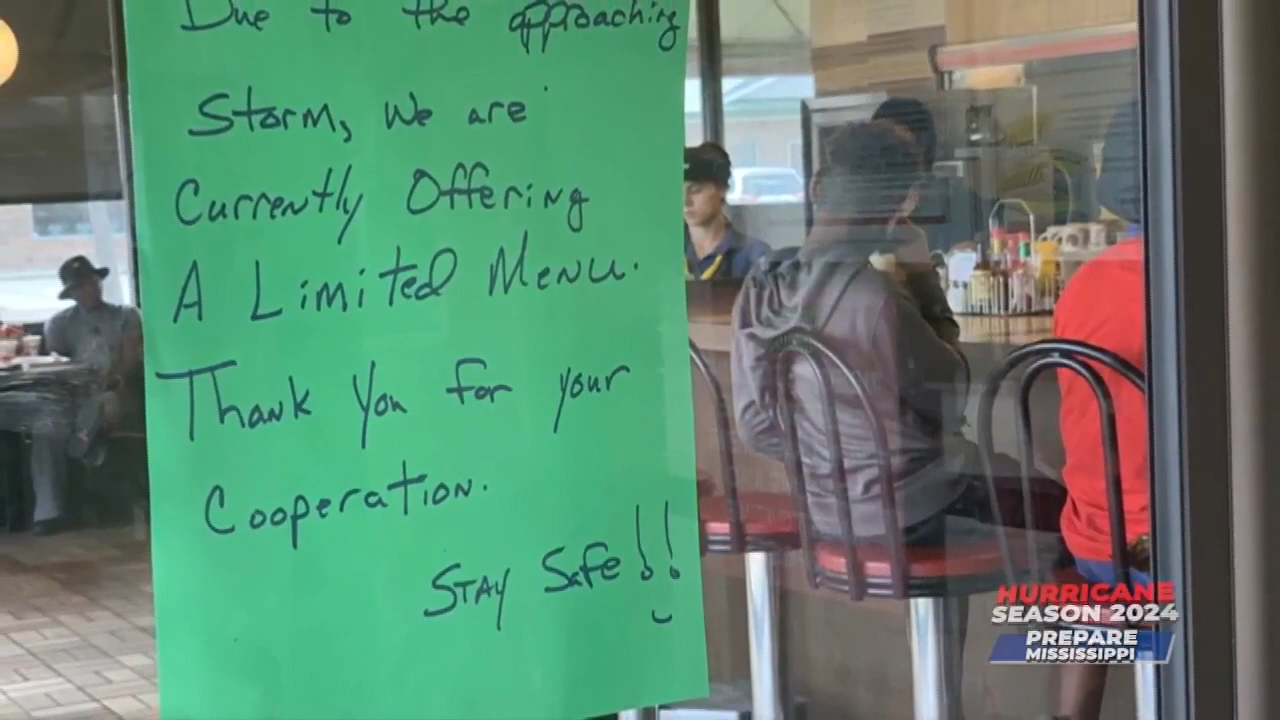 Due to the approaching
Storm, We are
Currently Offering
A Limited Menu.
Thank You for your
Cooperation.
Stay Safe!!
HURRICANE
SEASON 2024
PREPARE
MISSISSIPPI